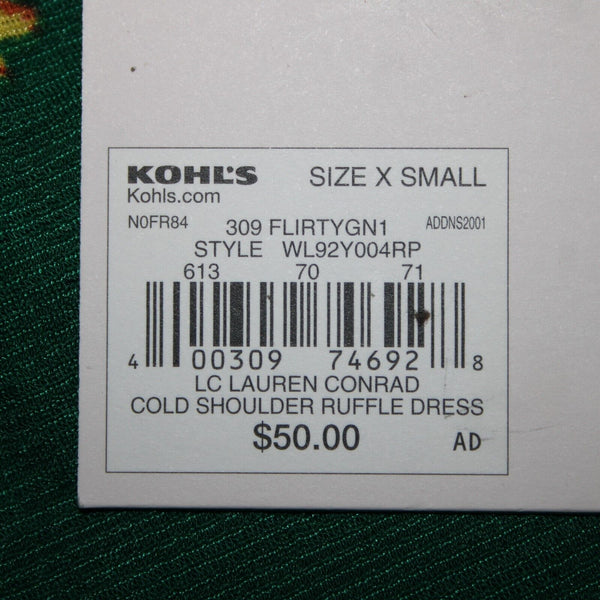 KOHL'S SIZE X SMALL
Kohls.com
N0FR84 309 FLIRTYGN1 ADDNS2001
STYLE WL92Y004RP
613 70 71
4 00309 74692 8
LC LAUREN CONRAD
COLD SHOULDER RUFFLE DRESS
$50.00 AD